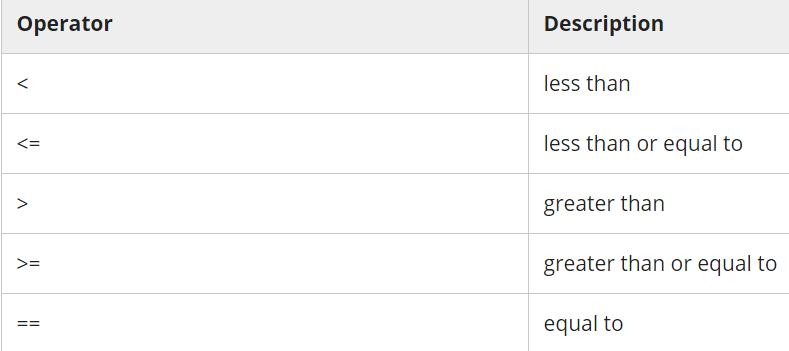 Operator Description
< less than
<= less than or equal to
> greater than
>= greater than or equal to
== equal to